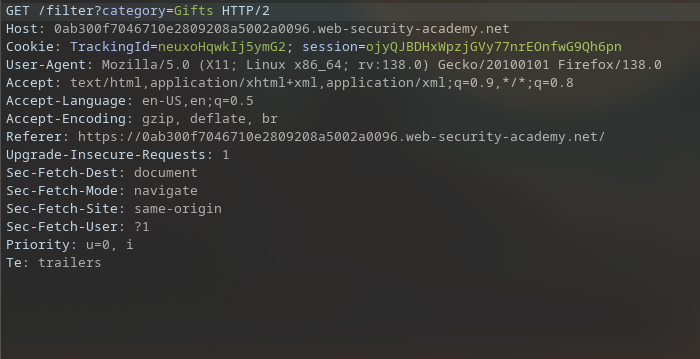 GET /filter?category=Gifts HTTP/2
Host: 0ab300f7046710e2809208a5002a0096.web-security-academy.net
Cookie: TrackingId=neuxoHqwkIj5ymG2; session=ojyQJBDHxWpzjGVy77nrEOnfwG9Qh6pn
User-Agent: Mozilla/5.0 (X11; Linux x86_64; rv:138.0) Gecko/20100101 Firefox/138.0
Accept: text/html,application/xhtml+xml,application/xml;q=0.9,*/*;q=0.8
Accept-Language: en-US,en;q=0.5
Accept-Encoding: gzip, deflate, br
Referer: https://0ab300f7046710e2809208a5002a0096.web-security-academy.net/
Upgrade-Insecure-Requests: 1
Sec-Fetch-Dest: document
Sec-Fetch-Mode: navigate
Sec-Fetch-Site: same-origin
Sec-Fetch-User: ?1
Priority: u=0, i
Te: trailers